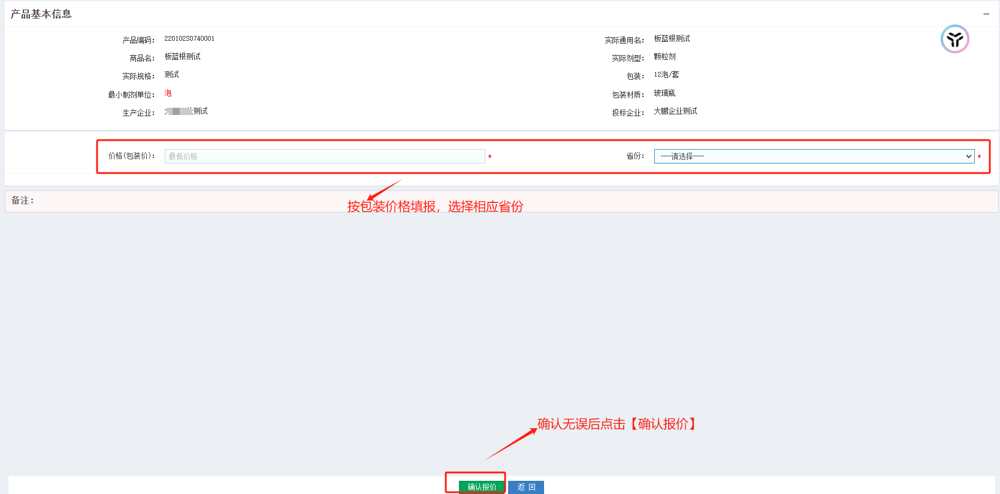 产品基本信息
产品编码： 220102S0740001 实际通用名： 板蓝根测试
商品名： 板蓝根测试 实际剂型： 颗粒剂
实际规格： 测试 包装： 12泡/套
最小制剂单位： 泡 包装材质： 玻璃瓶
生产企业： 测试 投标企业： 大鹏企业测试
价格(包装价)： 最低价格 * 省份： ──请选择── *
备注：
按包装价格填报，选择相应省份
确认无误后点击【确认报价】
确认报价 返 回